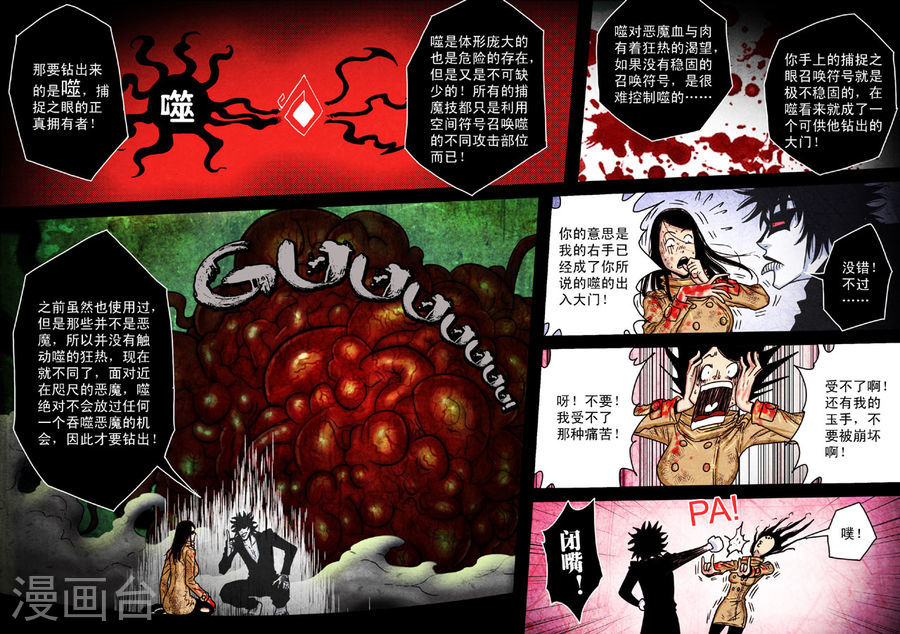 那要钻出来
的是噬，捕
捉之眼的正
真拥有者！
噬
噬是体形庞大的
也是危险的存在，
但是又是不可缺
少的！所有的捕
魔技都只是利用
空间符号召唤噬
的不同攻击部位
而已！
噬对恶魔血与肉
有着狂热的渴望，
如果没有稳固的
召唤符号，是很
难控制噬的……
你手上的捕捉之
眼召唤符号就是
极不稳固的，在
噬看来就成了一个
可供他钻出的
大门！
GUUUUUUUU!
之前虽然也使用过，
但是那些并不是恶
魔，所以并没有触
动噬的狂热，现在
就不同了，面对近
在咫尺的恶魔，噬
绝对不会放过任何
一个吞噬恶魔的机
会，因此才要钻出！
你的意思是
我的右手已
经成了你所
说的噬的出
入大门！
没错！
不过
……
呀！不要！
我受不了
那种痛苦！
受不了啊！
还有我的
玉手，不
要被崩坏
啊！
PA!
闭嘴！
噗！
漫画台